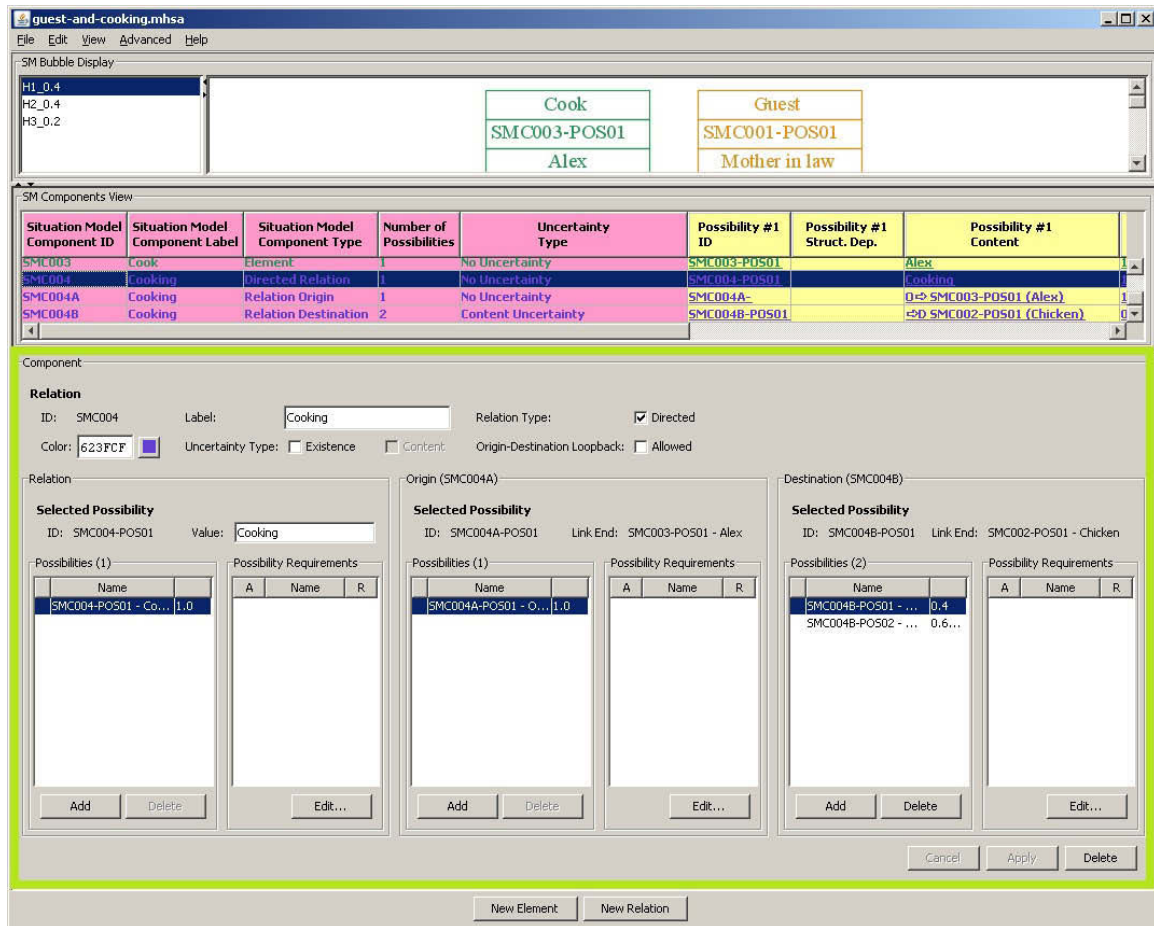 guest-and-cooking.mhsa
File Edit View Advanced Help
SM Bubble Display
H1_0.4
H2_0.4
H3_0.2
Cook Guest
SMC003-POS01 SMC001-POS01
Alex Mother in law
SM Components View
Situation Model Component ID Situation Model Component Label Situation Model Component Type Number of Possibilities Uncertainty Type Possibility #1 ID Possibility #1 Struct. Dep. Possibility #1 Content
SMC003 Cook Element 1 No Uncertainty SMC003-POS01 Alex 1
SMC004 Cooking Directed Relation 1 No Uncertainty SMC004-POS01 Cooking 1
SMC004A Cooking Relation Origin 1 No Uncertainty SMC004A- O⇨ SMC003-POS01 (Alex) 1
SMC004B Cooking Relation Destination 2 Content Uncertainty SMC004B-POS01 ⇨D SMC002-POS01 (Chicken) 0
Component
Relation
ID: SMC004 Label: Cooking Relation Type: Directed
Color: 623FCF Uncertainty Type: Existence Content Origin-Destination Loopback: Allowed
Relation Origin (SMC004A) Destination (SMC004B)
Selected Possibility Selected Possibility Selected Possibility
ID: SMC004-POS01 Value: Cooking ID: SMC004A-POS01 Link End: SMC003-POS01 - Alex ID: SMC004B-POS01 Link End: SMC002-POS01 - Chicken
Possibilities (1) Possibility Requirements Possibilities (1) Possibility Requirements Possibilities (2) Possibility Requirements
Name A Name R Name A Name R Name A Name R
SMC004-POS01 - Co... 1.0 SMC004A-POS01 - O... 1.0 SMC004B-POS01 - ... 0.4
SMC004B-POS02 - ... 0.6...
Add Delete Edit... Add Delete Edit... Add Delete Edit...
Cancel Apply Delete
New Element New Relation